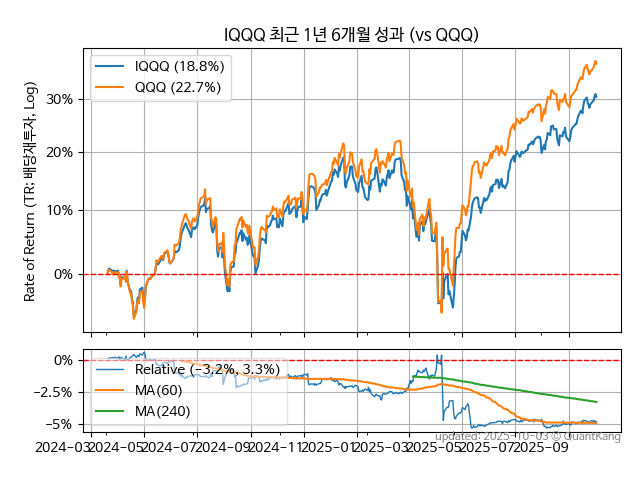 IQQQ 최근 1년 6개월 성과 (vs QQQ)
Rate of Return (TR: 배당재투자, Log)
IQQQ (18.8%)
QQQ (22.7%)
30%
20%
10%
0%
0%
−2.5%
−5%
Relative (−3.2%, 3.3%)
MA(60)
MA(240)
2024−03
2024−05
2024−07
2024−09
2024−11
2025−01
2025−03
2025−05
2025−07
2025−09
updated: 2025−10−03 © QuantKang